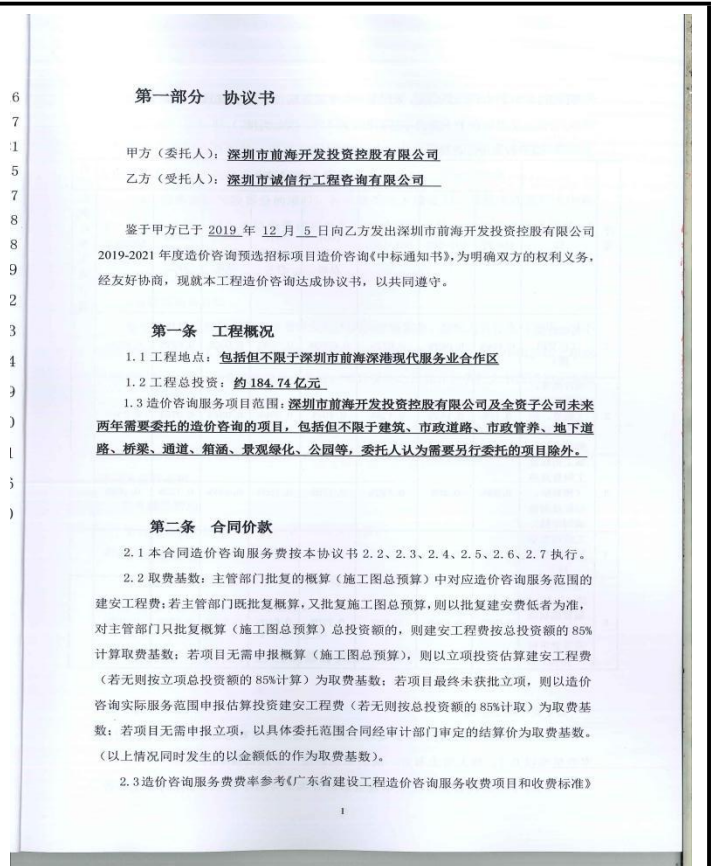 6
7
1
5
7
8
8
9
2
3
4
第一部分 协议书
甲方（委托人）：深圳市前海开发投资控股有限公司
乙方（受托人）：深圳市诚信行工程咨询有限公司
鉴于甲方已于 2019 年 12 月 5 日向乙方发出深圳市前海开发投资控股有限公司
2019-2021 年度造价咨询预选招标项目造价咨询《中标通知书》，为明确双方的权利义务，
经友好协商，现就本工程造价咨询达成协议书，以共同遵守。
第一条 工程概况
1.1 工程地点：包括但不限于深圳市前海深港现代服务业合作区
1.2 工程总投资：约 184.74 亿元
1.3 造价咨询服务项目范围：深圳市前海开发投资控股有限公司及全资子公司未来
两年需要委托的造价咨询的项目，包括但不限于建筑、市政道路、市政管养、地下道
路、桥梁、通道、箱涵、景观绿化、公园等，委托人认为需要另行委托的项目除外。
第二条 合同价款
2.1 本合同造价咨询服务费按本协议书 2.2、2.3、2.4、2.5、2.6、2.7 执行。
2.2 取费基数：主管部门批复的概算（施工图总预算）中对应造价咨询服务范围的
建安工程费；若主管部门既批复概算，又批复施工图总预算，则以批复建安费低者为准，
对主管部门只批复概算（施工图总预算）总投资额的，则建安工程费按总投资额的 85%
计算取费基数；若项目无需申报概算（施工图总预算），则以立项投资估算建安工程费
（若无则按立项总投资额的 85%计算）为取费基数；若项目最终未获批立项，则以造价
咨询实际服务范围申报估算投资建安工程费（若无则按总投资额的 85%计取）为取费基
数；若项目无需申报立项，以具体委托范围合同经审计部门审定的结算价为取费基数。
（以上情况同时发生的以金额低的作为取费基数）。
2.3 造价咨询服务费费率参考《广东省建设工程造价咨询服务收费项目和收费标准》
1